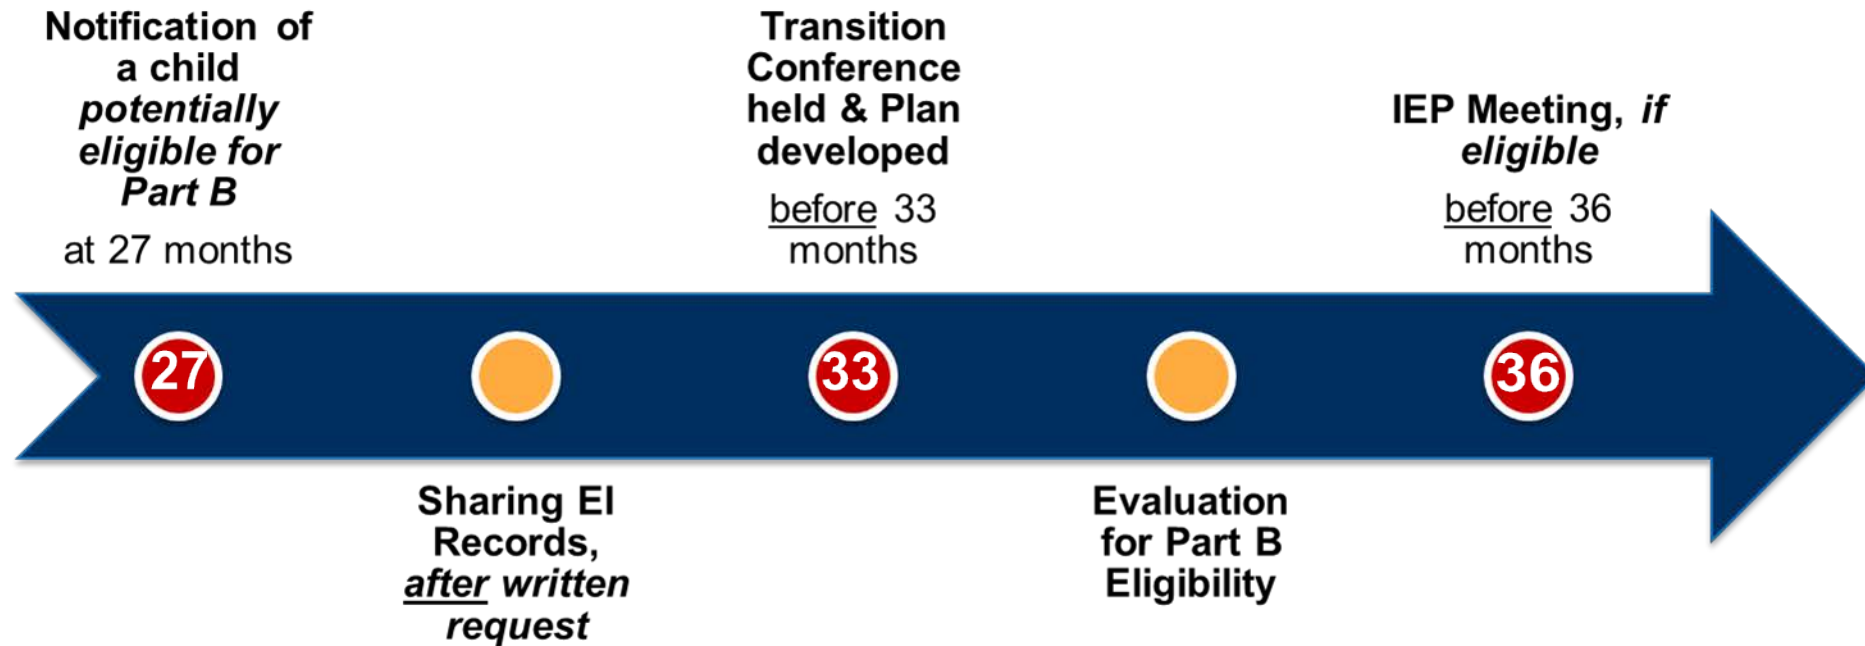 Notification of
a child
potentially
eligible for
Part B
at 27 months
Transition
Conference
held & Plan
developed
before 33
months
IEP Meeting, if
eligible
before 36
months
27
33
36
Sharing EI
Records,
after written
request
Evaluation
for Part B
Eligibility